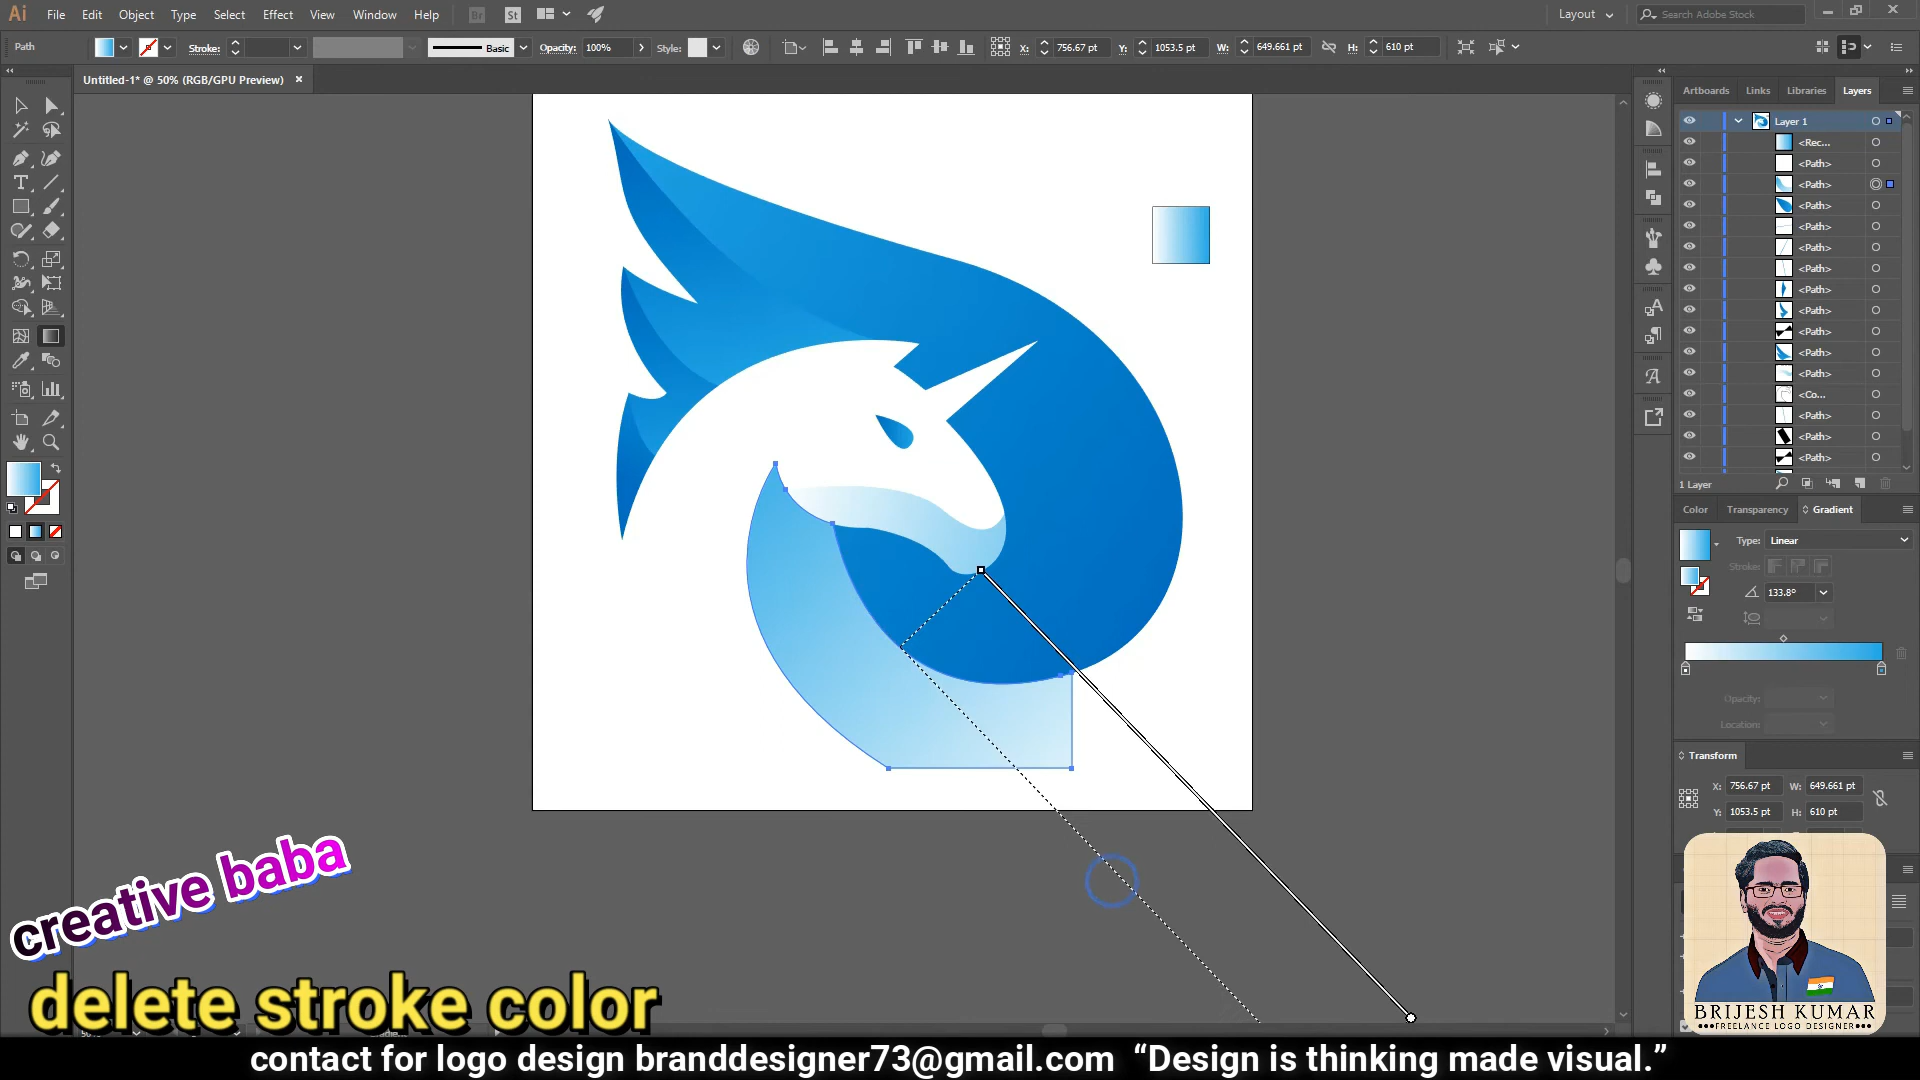 Ai File Edit Object Type Select Effect View Window Help Br St Layout Search Adobe Stock
Path Stroke: Basic Opacity: 100% Style: X: 756.67 pt Y: 1053.5 pt W: 649.661 pt H: 610 pt
Untitled-1* @ 50% (RGB/GPU Preview)
Artboards Links Libraries Layers
Layer 1
<Rec...
<Path>
<Path>
<Path>
<Path>
<Path>
<Path>
<Path>
<Path>
<Path>
<Path>
<Path>
<Co...
<Path>
<Path>
<Path>
1 Layer
Color Transparency Gradient
Type: Linear
Stroke:
133.8°
Opacity:
Location:
Transform
X: 756.67 pt W: 649.661 pt
Y: 1053.5 pt H: 610 pt
creative baba
delete stroke color
BRIJESH KUMAR
FREELANCE LOGO DESIGNER
contact for logo design branddesigner73@gmail.com “Design is thinking made visual.”